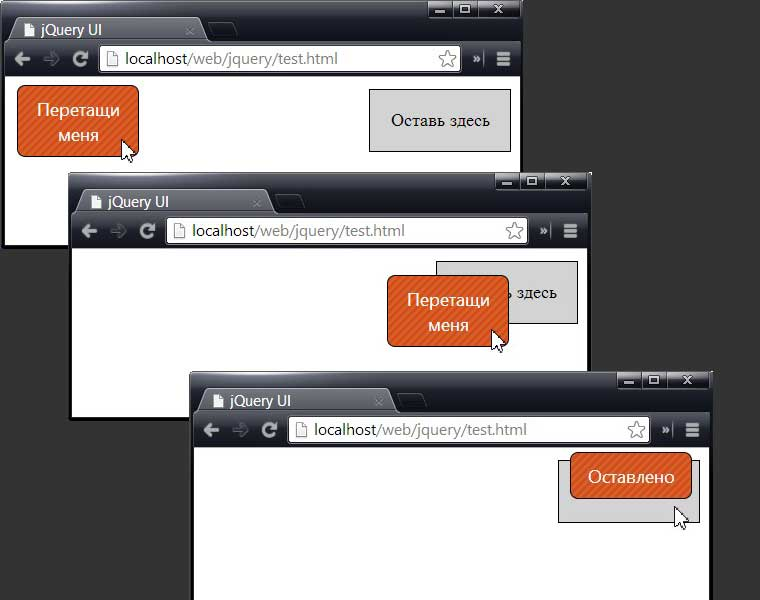 jQuery UI
localhost/web/jquery/test.html
Перетащи
меня
Оставь здесь
jQuery UI
localhost/web/jquery/test.html
Перетащи
меня
здесь
jQuery UI
localhost/web/jquery/test.html
Оставлено